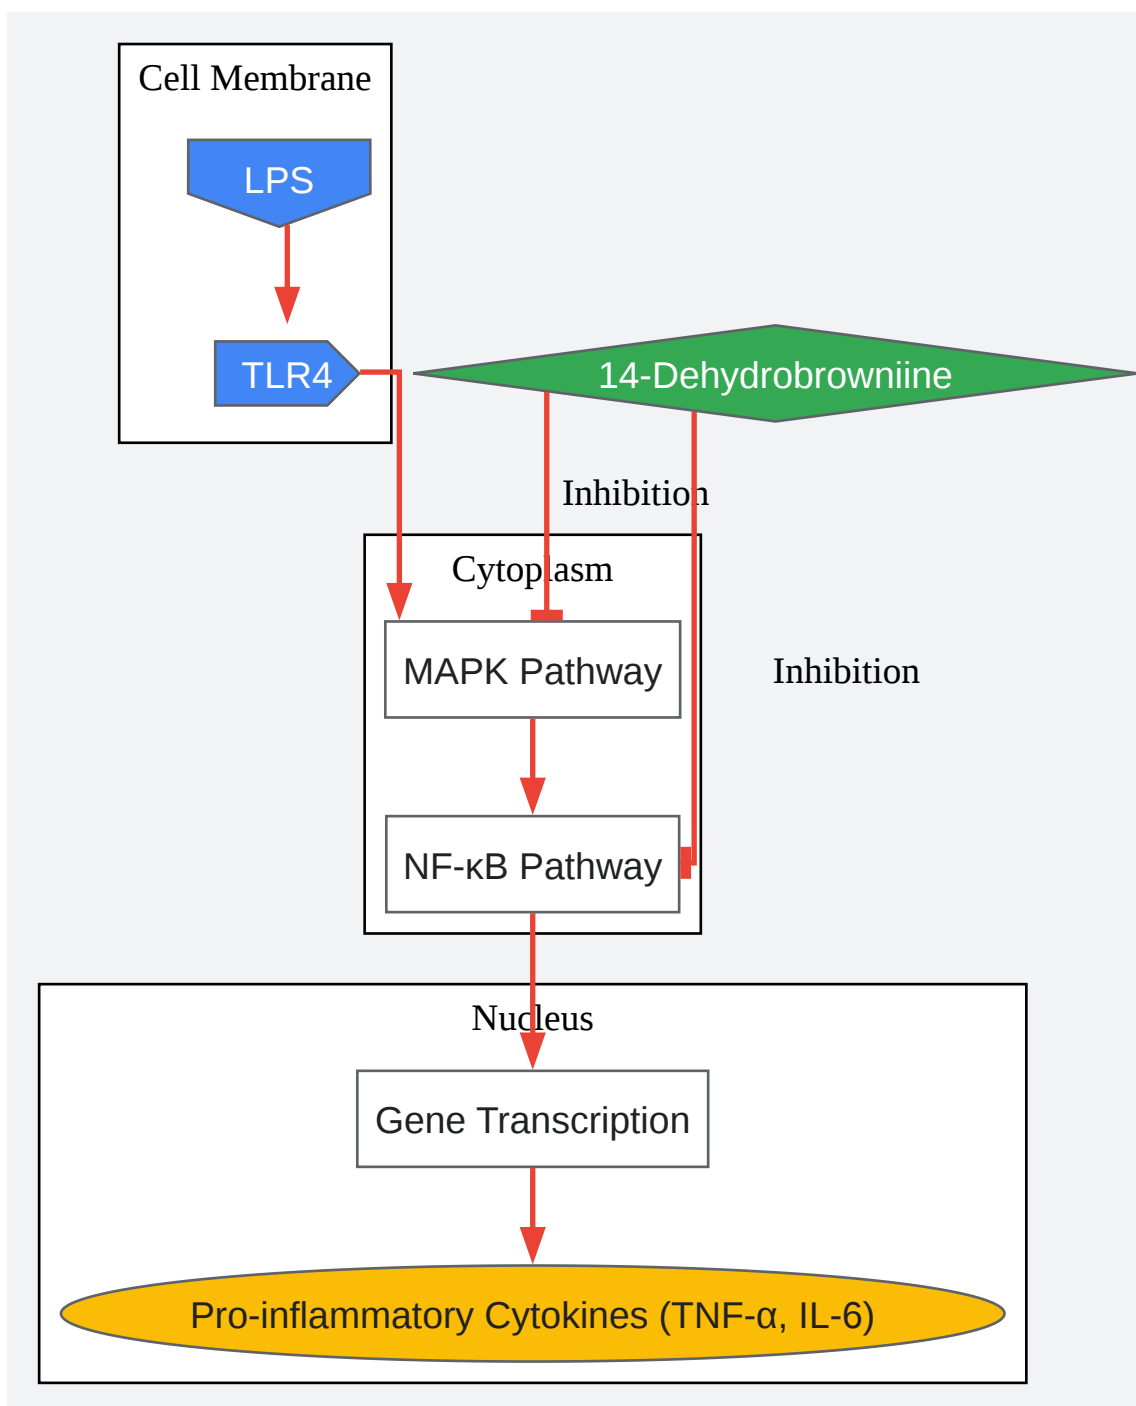 Cell Membrane
LPS
TLR4
14-Dehydrobrowniine
Inhibition
Cytoplasm
MAPK Pathway
Inhibition
NF-κB Pathway
Nucleus
Gene Transcription
Pro-inflammatory Cytokines (TNF-α, IL-6)